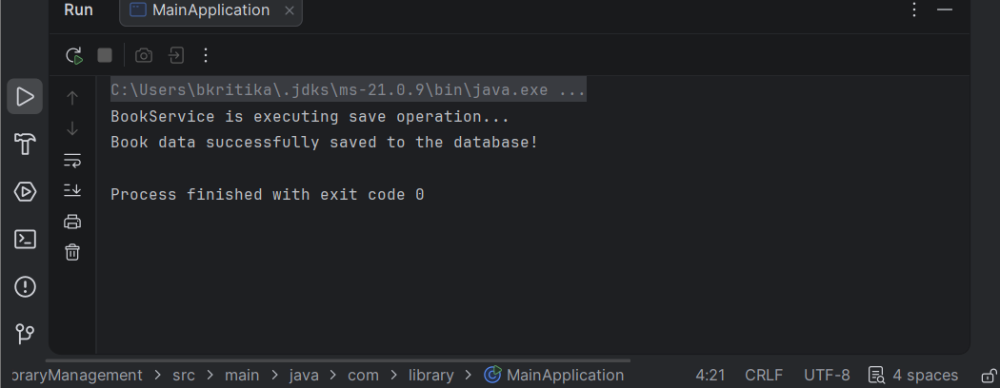 Run MainApplication
C:\Users\bkritika\.jdks\ms-21.0.9\bin\java.exe ...
BookService is executing save operation...
Book data successfully saved to the database!
Process finished with exit code 0
oraryManagement > src > main > java > com > library > MainApplication 4:21 CRLF UTF-8 4 spaces